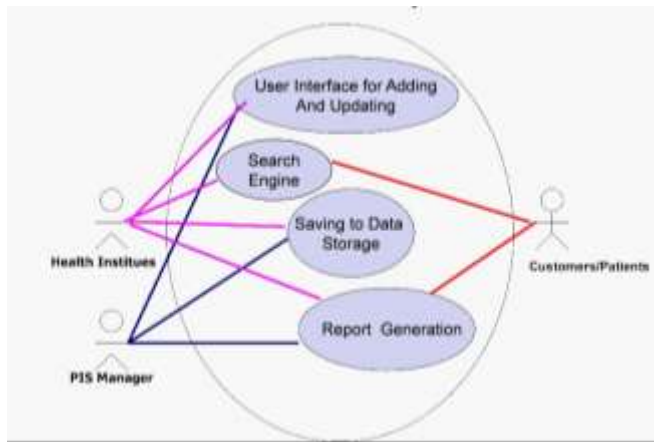 User Interface for Adding
And Updating
Search
Engine
Saving to Data
Storage
Health Institues
Customers/Patients
Report Generation
PIS Manager